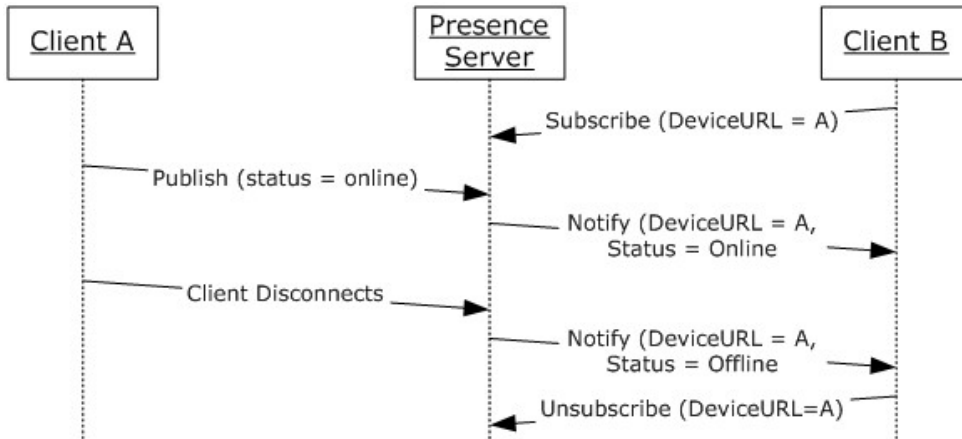 Client A
Presence
Server
Client B
Subscribe (DeviceURL = A)
Publish (status = online)
Notify (DeviceURL = A,
Status = Online
Client Disconnects
Notify (DeviceURL = A,
Status = Offline
Unsubscribe (DeviceURL=A)